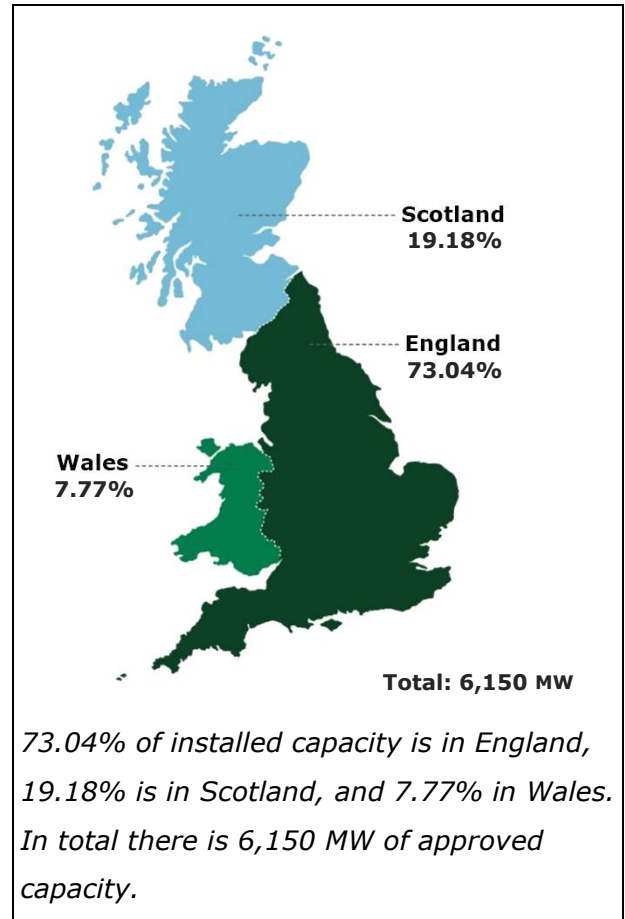 Scotland
19.18%
England
73.04%
Wales
7.77%
Total: 6,150 MW
73.04% of installed capacity is in England,
19.18% is in Scotland, and 7.77% in Wales.
In total there is 6,150 MW of approved
capacity.